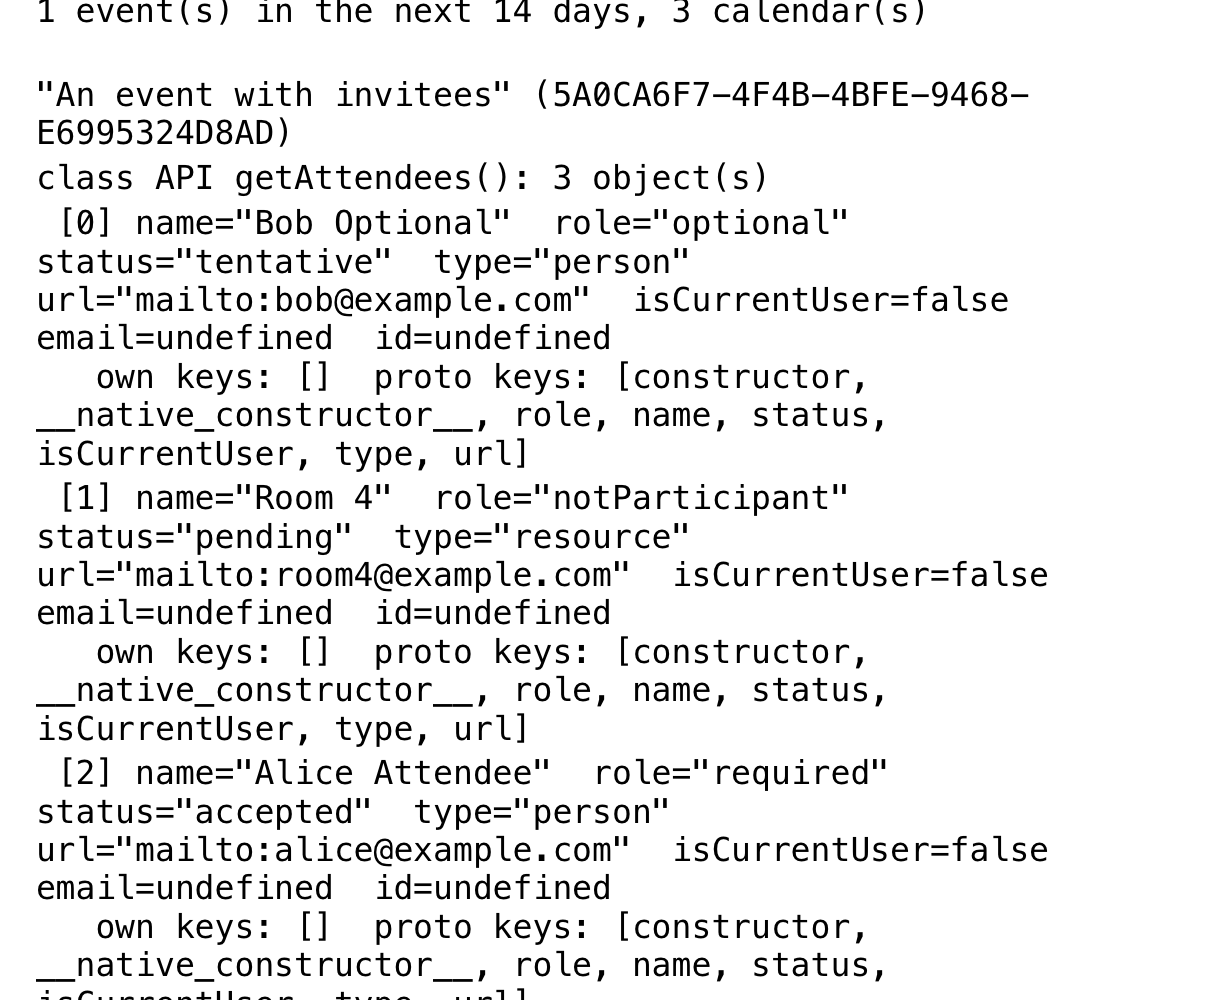 1 event(s) in the next 14 days, 3 calendar(s)
"An event with invitees" (5A0CA6F7–4F4B–4BFE–9468–
E6995324D8AD)
class API getAttendees(): 3 object(s)
[0] name="Bob Optional"  role="optional"
status="tentative"  type="person"
url="mailto:bob@example.com"  isCurrentUser=false
email=undefined  id=undefined
own keys: []  proto keys: [constructor,
__native_constructor__, role, name, status,
isCurrentUser, type, url]
[1] name="Room 4"  role="notParticipant"
status="pending"  type="resource"
url="mailto:room4@example.com"  isCurrentUser=false
email=undefined  id=undefined
own keys: []  proto keys: [constructor,
__native_constructor__, role, name, status,
isCurrentUser, type, url]
[2] name="Alice Attendee"  role="required"
status="accepted"  type="person"
url="mailto:alice@example.com"  isCurrentUser=false
email=undefined  id=undefined
own keys: []  proto keys: [constructor,
__native_constructor__, role, name, status,
isCurrentUser, type, url]